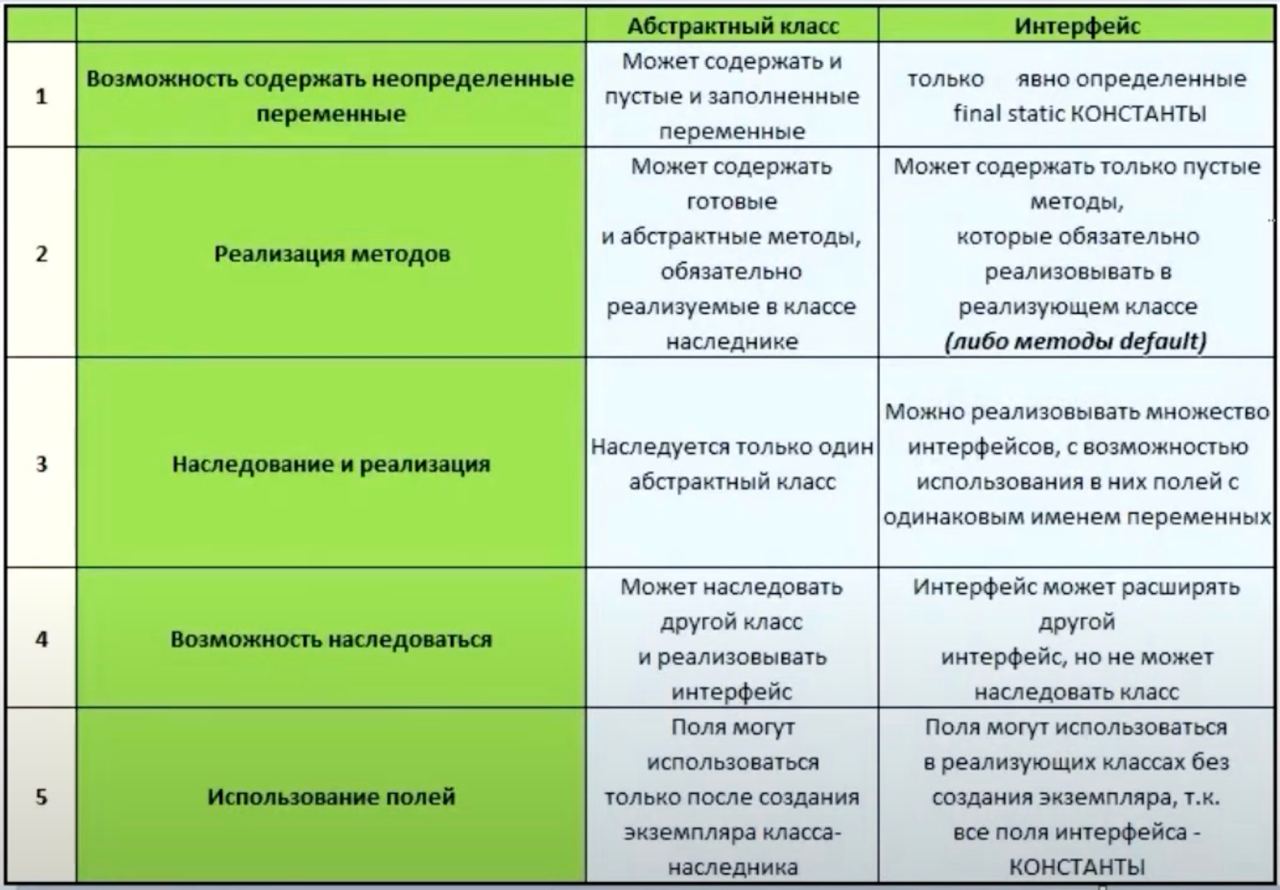 Абстрактный класс
Интерфейс
1
Возможность содержать неопределенные
переменные
Может содержать и
пустые и заполненные
переменные
только явно определенные
final static КОНСТАНТЫ
2
Реализация методов
Может содержать
готовые
и абстрактные методы,
обязательно
реализуемые в классе
наследнике
Может содержать только пустые
методы,
которые обязательно
реализовывать в
реализующем классе
(либо методы default)
3
Наследование и реализация
Наследуется только один
абстрактный класс
Можно реализовывать множество
интерфейсов, с возможностью
использования в них полей с
одинаковым именем переменных
4
Возможность наследоваться
Может наследовать
другой класс
и реализовывать
интерфейс
Интерфейс может расширять
другой
интерфейс, но не может
наследовать класс
5
Использование полей
Поля могут
использоваться
только после создания
экземпляра класса-
наследника
Поля могут использоваться
в реализующих классах без
создания экземпляра, т.к.
все поля интерфейса -
КОНСТАНТЫ